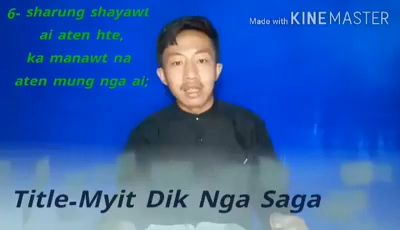 6- sharung shayawt
ai aten hte,
ka manawt na
aten mung nga ai;
Made with KINEMASTER
Title-Myit Dik Nga Saga